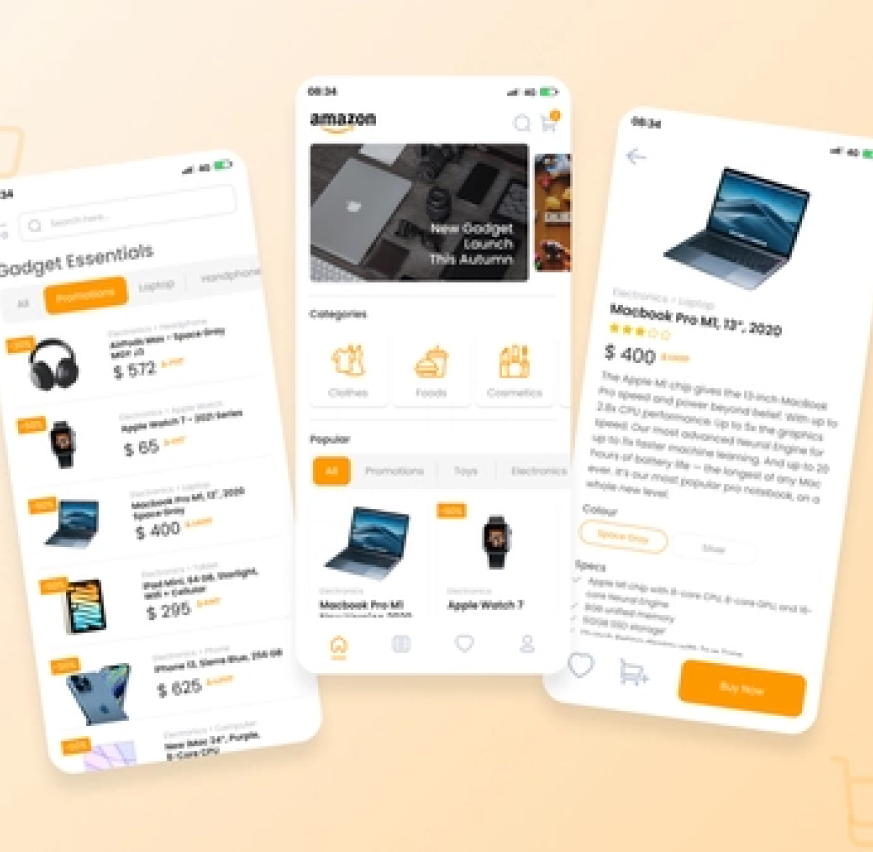 34
Search here...
Gadget Essentials
All
Promotions
Laptop
Handphone
Electronics • Headphone
AirPods Max - Space Gray
$ 572
-50%
Electronics • Apple Watch
Apple Watch 7 - 2021 Series
$ 65
-50%
Electronics • Laptop
Macbook Pro M1, 13", 2020
Space Gray
$ 400
-50%
Electronics • Tablet
iPad Mini, 64 GB, Starlight,
Wifi + Cellular
$ 295
-50%
Electronics • Phone
iPhone 13, Sierra Blue, 256 GB
$ 625
-50%
Electronics • Computer
New iMac 24", Purple,
8-Core CPU
08:34
4G
amazon
New Gadget
Launch
This Autumn
Categories
Clothes
Foods
Cosmetics
Popular
All
Promotions
Toys
Electronics
-50%
Electronics
Macbook Pro M1
Electronics
Apple Watch 7
08:34
4G
Electronics • Laptop
Macbook Pro M1, 13", 2020
$ 400
The Apple M1 chip gives the 13-inch MacBook
Pro speed and power beyond belief. With up to
2.8x CPU performance. Up to 5x the graphics
speed. Our most advanced Neural Engine for
up to 11x faster machine learning. And up to 20
hours of battery life — the longest of any Mac
ever. It's our most popular pro notebook, on a
whole new level.
Colour
Space Gray
Silver
Specs
Apple M1 chip with 8-core CPU, 8-core GPU, and 16-
core Neural Engine
8GB unified memory
512GB SSD storage
Buy Now